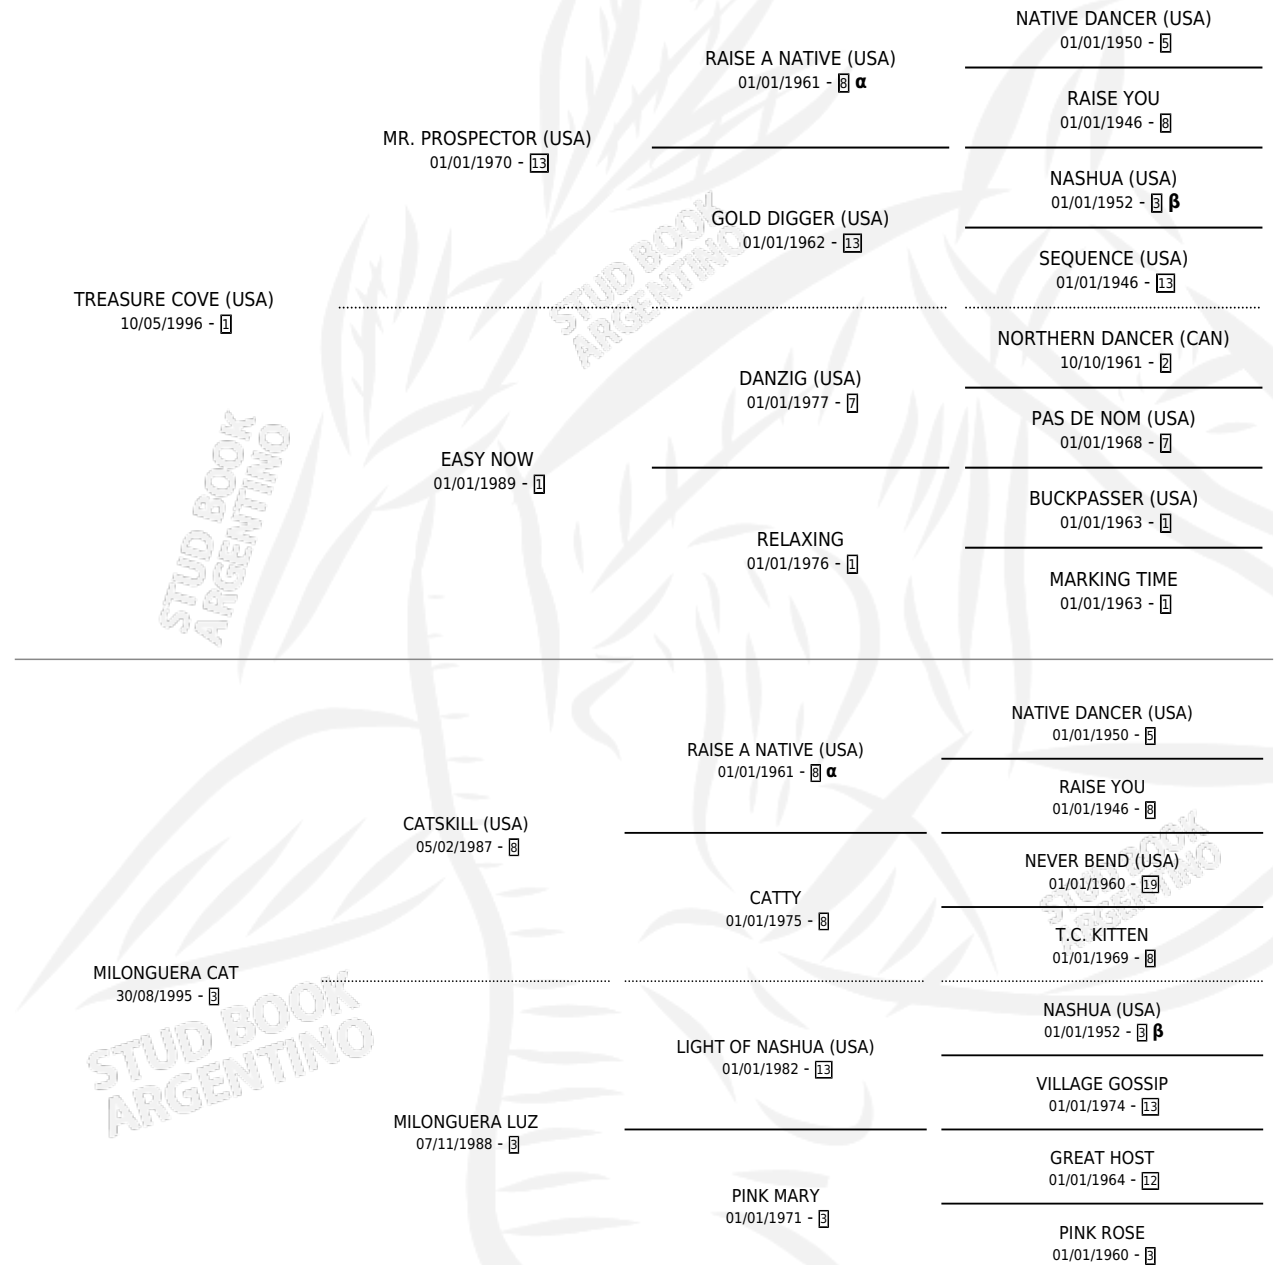 NATIVE DANCER (USA)
01/01/1950 - 5
RAISE A NATIVE (USA)
01/01/1961 - 8 α
RAISE YOU
01/01/1946 - 8
MR. PROSPECTOR (USA)
01/01/1970 - 13
NASHUA (USA)
01/01/1952 - 3 β
GOLD DIGGER (USA)
01/01/1962 - 13
SEQUENCE (USA)
01/01/1946 - 13
TREASURE COVE (USA)
10/05/1996 - 1
NORTHERN DANCER (CAN)
10/10/1961 - 2
DANZIG (USA)
01/01/1977 - 7
PAS DE NOM (USA)
01/01/1968 - 7
EASY NOW
01/01/1989 - 1
BUCKPASSER (USA)
01/01/1963 - 1
RELAXING
01/01/1976 - 1
MARKING TIME
01/01/1963 - 1
STUD BOOK
ARGENTINO
STUD BOOK
ARGENTINO
NATIVE DANCER (USA)
01/01/1950 - 5
RAISE A NATIVE (USA)
01/01/1961 - 8 α
RAISE YOU
01/01/1946 - 8
CATSKILL (USA)
05/02/1987 - 8
NEVER BEND (USA)
01/01/1960 - 19
CATTY
01/01/1975 - 8
T.C. KITTEN
01/01/1969 - 8
MILONGUERA CAT
30/08/1995 - 3
NASHUA (USA)
01/01/1952 - 3 β
LIGHT OF NASHUA (USA)
01/01/1982 - 13
VILLAGE GOSSIP
01/01/1974 - 13
MILONGUERA LUZ
07/11/1988 - 3
GREAT HOST
01/01/1964 - 12
PINK MARY
01/01/1971 - 3
PINK ROSE
01/01/1960 - 3
STUD BOOK
ARGENTINO
STUD BOOK
ARGENTINO